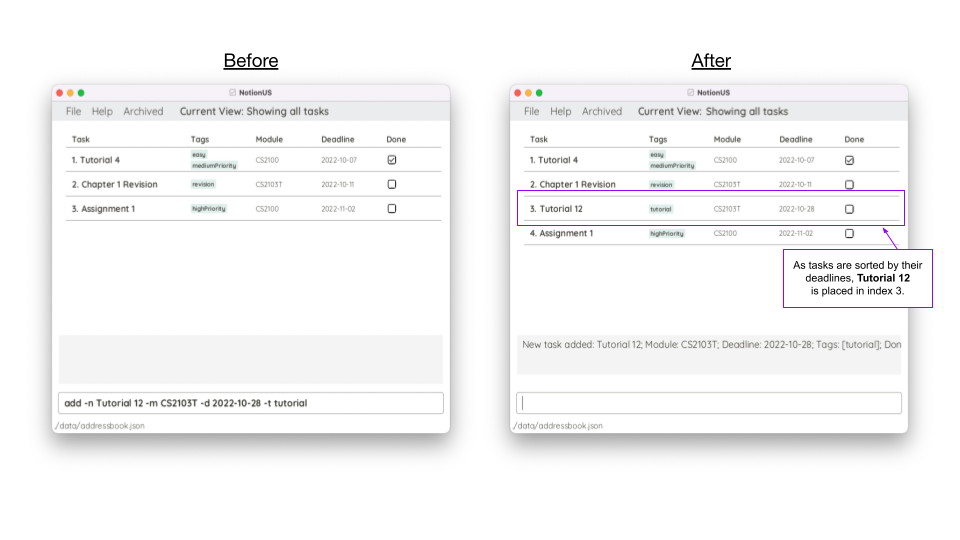 Before
NotionUS
File Help Archived Current View: Showing all tasks
Task Tags Module Deadline Done
1. Tutorial 4 easy mediumPriority CS2100 2022-10-07
2. Chapter 1 Revision revision CS2103T 2022-10-11
3. Assignment 1 highPriority CS2100 2022-11-02
add -n Tutorial 12 -m CS2103T -d 2022-10-28 -t tutorial
/data/addressbook.json
After
NotionUS
File Help Archived Current View: Showing all tasks
Task Tags Module Deadline Done
1. Tutorial 4 easy mediumPriority CS2100 2022-10-07
2. Chapter 1 Revision revision CS2103T 2022-10-11
3. Tutorial 12 tutorial CS2103T 2022-10-28
4. Assignment 1 highPriority CS2100 2022-11-02
As tasks are sorted by their
deadlines, Tutorial 12
is placed in index 3.
New task added: Tutorial 12; Module: CS2103T; Deadline: 2022-10-28; Tags: [tutorial]; Don
/data/addressbook.json